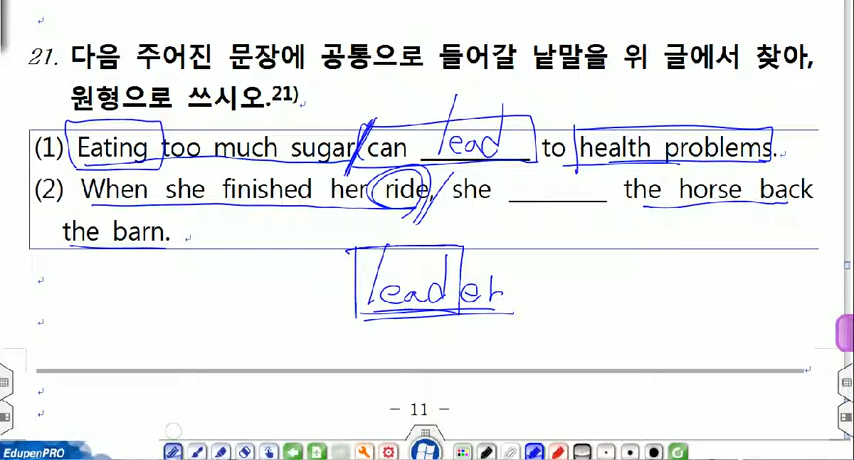 21. 다음 주어진 문장에 공통으로 들어갈 낱말을 위 글에서 찾아,
원형으로 쓰시오.21)
(1) Eating too much sugar can lead to health problems.
(2) When she finished her ride, she ________ the horse back
the barn.
leader
- 11 -
EdupenPRO